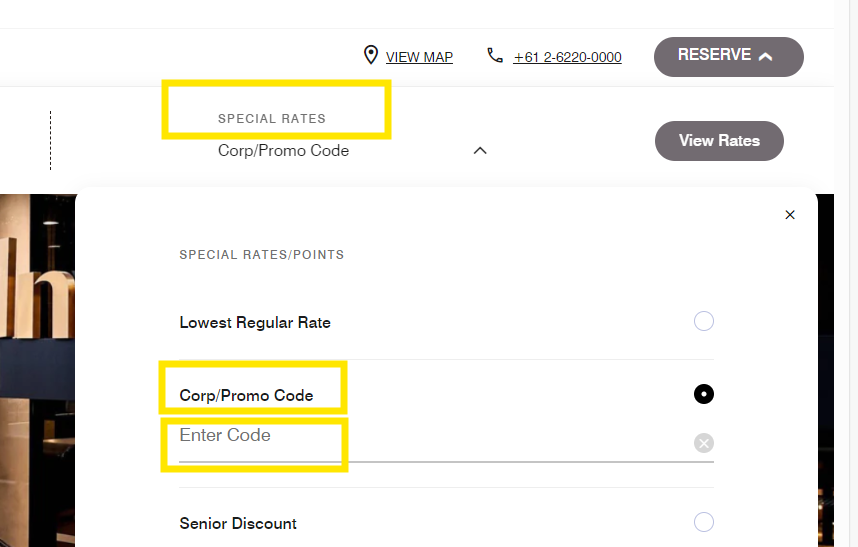 VIEW MAP
+61 2-6220-0000
RESERVE
SPECIAL RATES
Corp/Promo Code
View Rates
SPECIAL RATES/POINTS
Lowest Regular Rate
Corp/Promo Code
Enter Code
Senior Discount